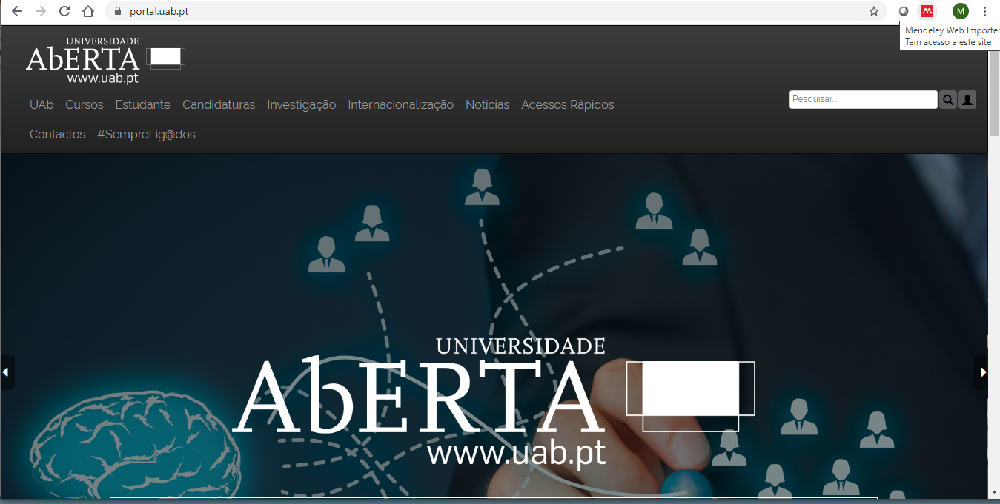 portal.uab.pt
M
Mendeley Web Importer
Tem acesso a este site
UNIVERSIDADE
AbERTA
www.uab.pt
UAb Cursos Estudante Candidaturas Investigação Internacionalização Notícias Acessos Rápidos
Pesquisar...
Contactos #SempreLig@dos
UNIVERSIDADE
AbERTA
www.uab.pt